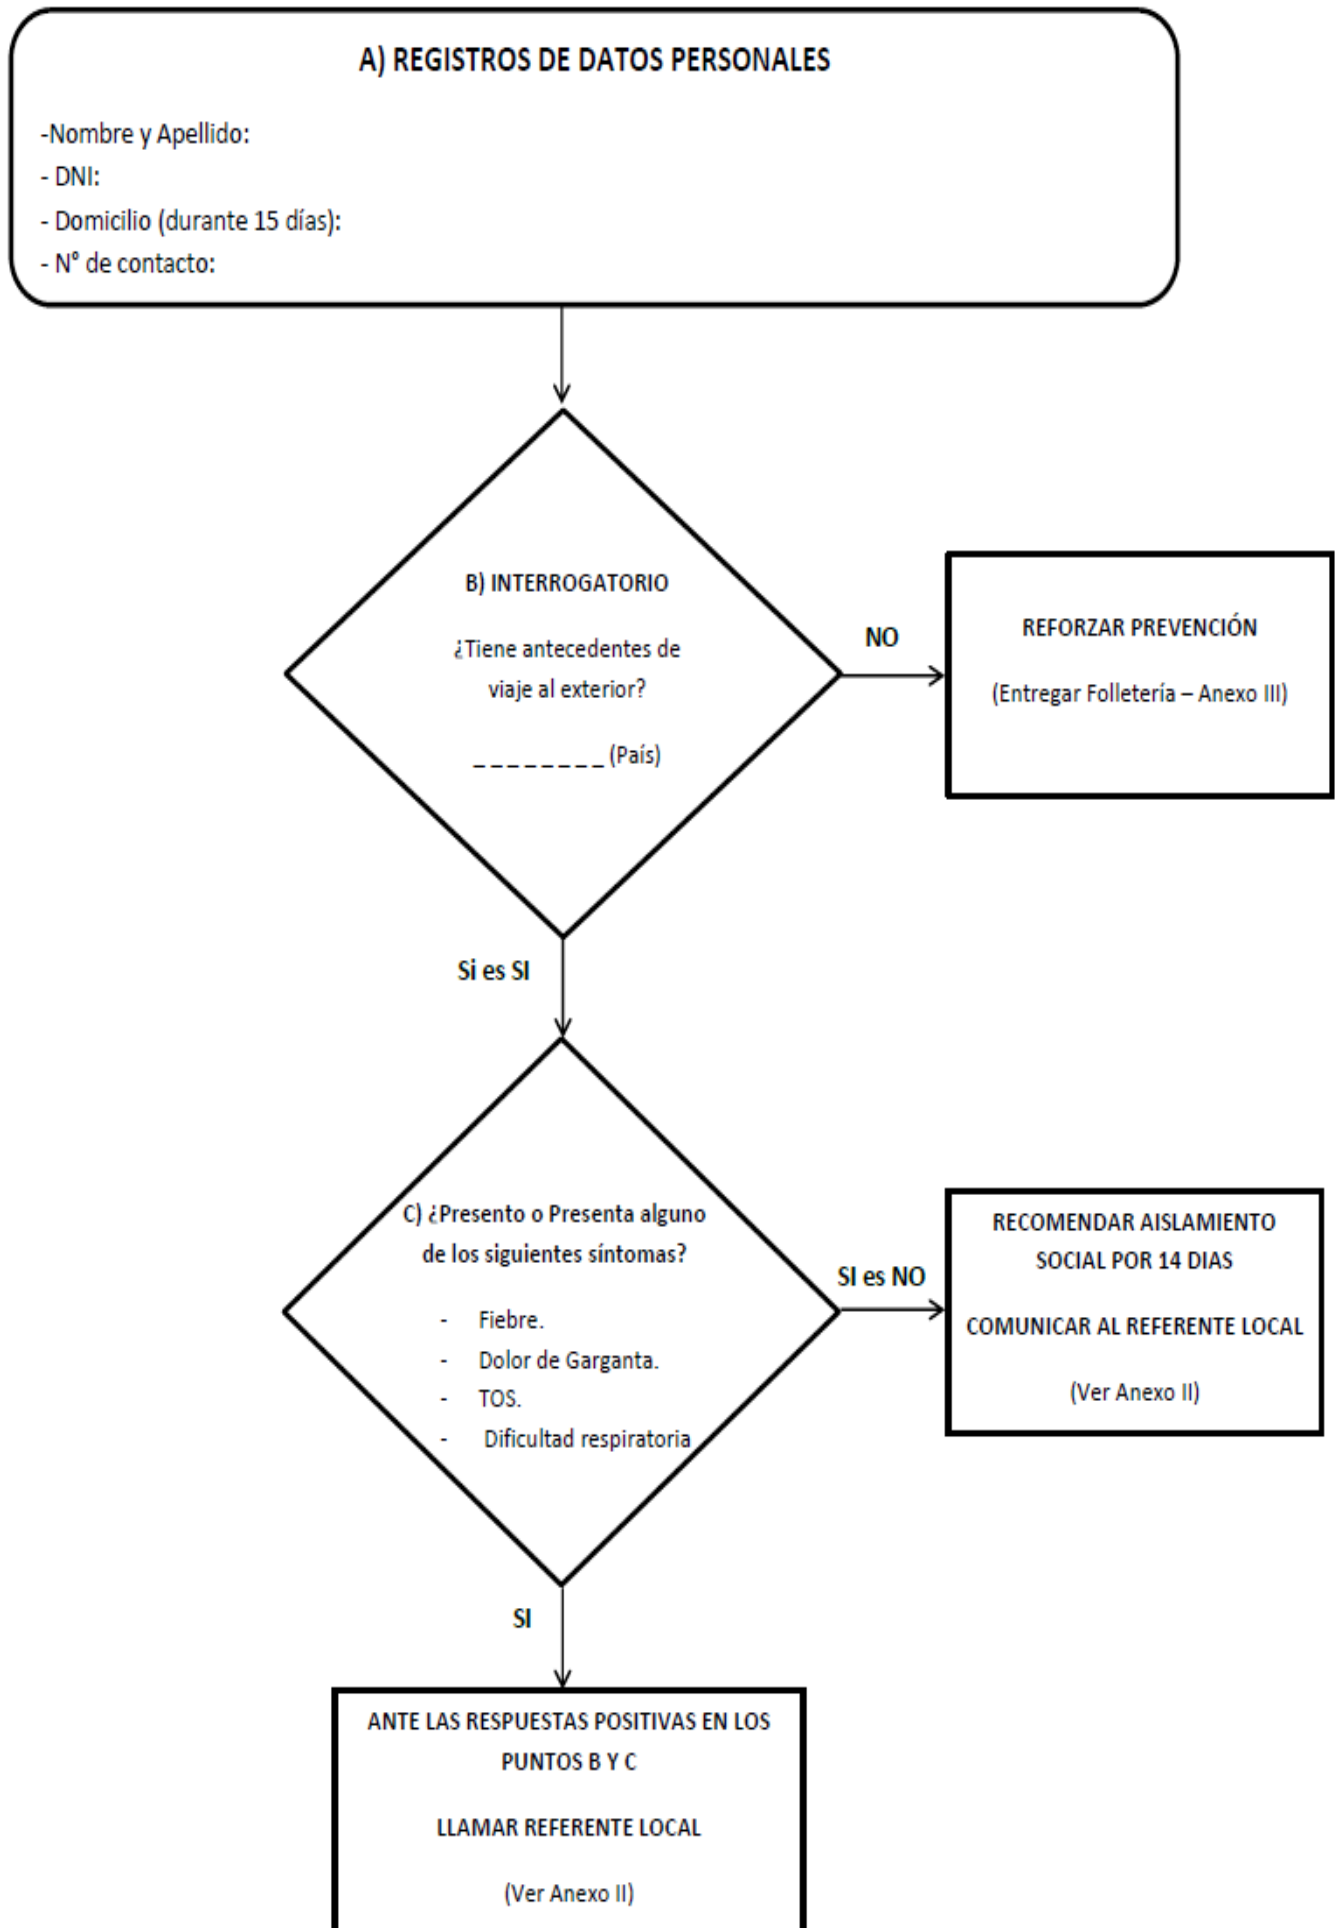 A) REGISTROS DE DATOS PERSONALES
-Nombre y Apellido:
- DNI:
- Domicilio (durante 15 días):
- N° de contacto:
B) INTERROGATORIO
¿Tiene antecedentes de
viaje al exterior?
_ _ _ _ _ _ _ _ (País)
NO
REFORZAR PREVENCIÓN
(Entregar Folletería – Anexo III)
Si es SI
C) ¿Presento o Presenta alguno
de los siguientes síntomas?
- Fiebre.
- Dolor de Garganta.
- TOS.
- Dificultad respiratoria
SI es NO
RECOMENDAR AISLAMIENTO
SOCIAL POR 14 DIAS
COMUNICAR AL REFERENTE LOCAL
(Ver Anexo II)
SI
ANTE LAS RESPUESTAS POSITIVAS EN LOS
PUNTOS B Y C
LLAMAR REFERENTE LOCAL
(Ver Anexo II)